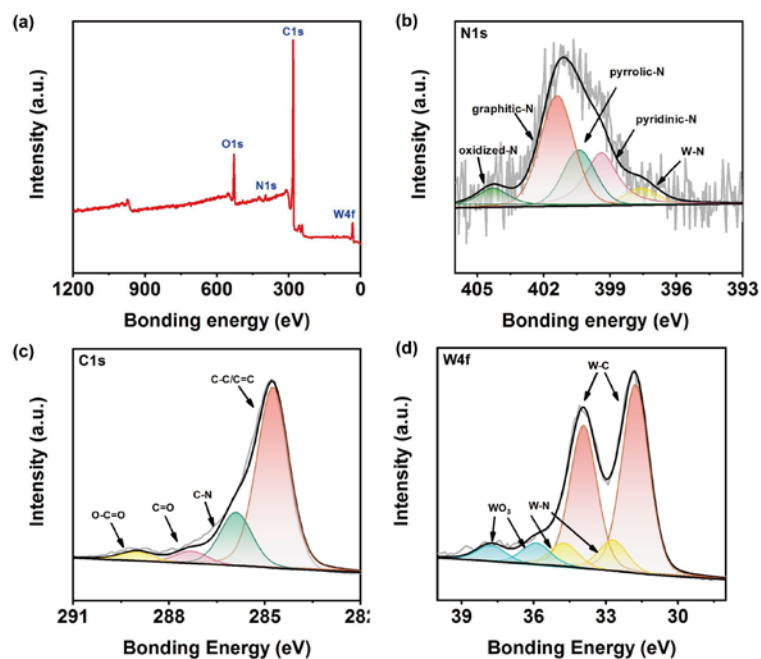 (a)
C1s
O1s
N1s
W4f
Intensity (a.u.)
1200 900 600 300 0
Bonding energy (eV)
(b)
N1s
pyrrolic-N
graphitic-N
pyridinic-N
oxidized-N
W-N
Intensity (a.u.)
405 402 399 396 393
Bonding energy (eV)
(c)
C1s
C-C/C=C
C-N
C=O
O-C=O
Intensity (a.u.)
291 288 285 282
Bonding Energy (eV)
(d)
W4f
W-C
WO₃
W-N
Intensity (a.u.)
39 36 33 30
Bonding Energy (eV)